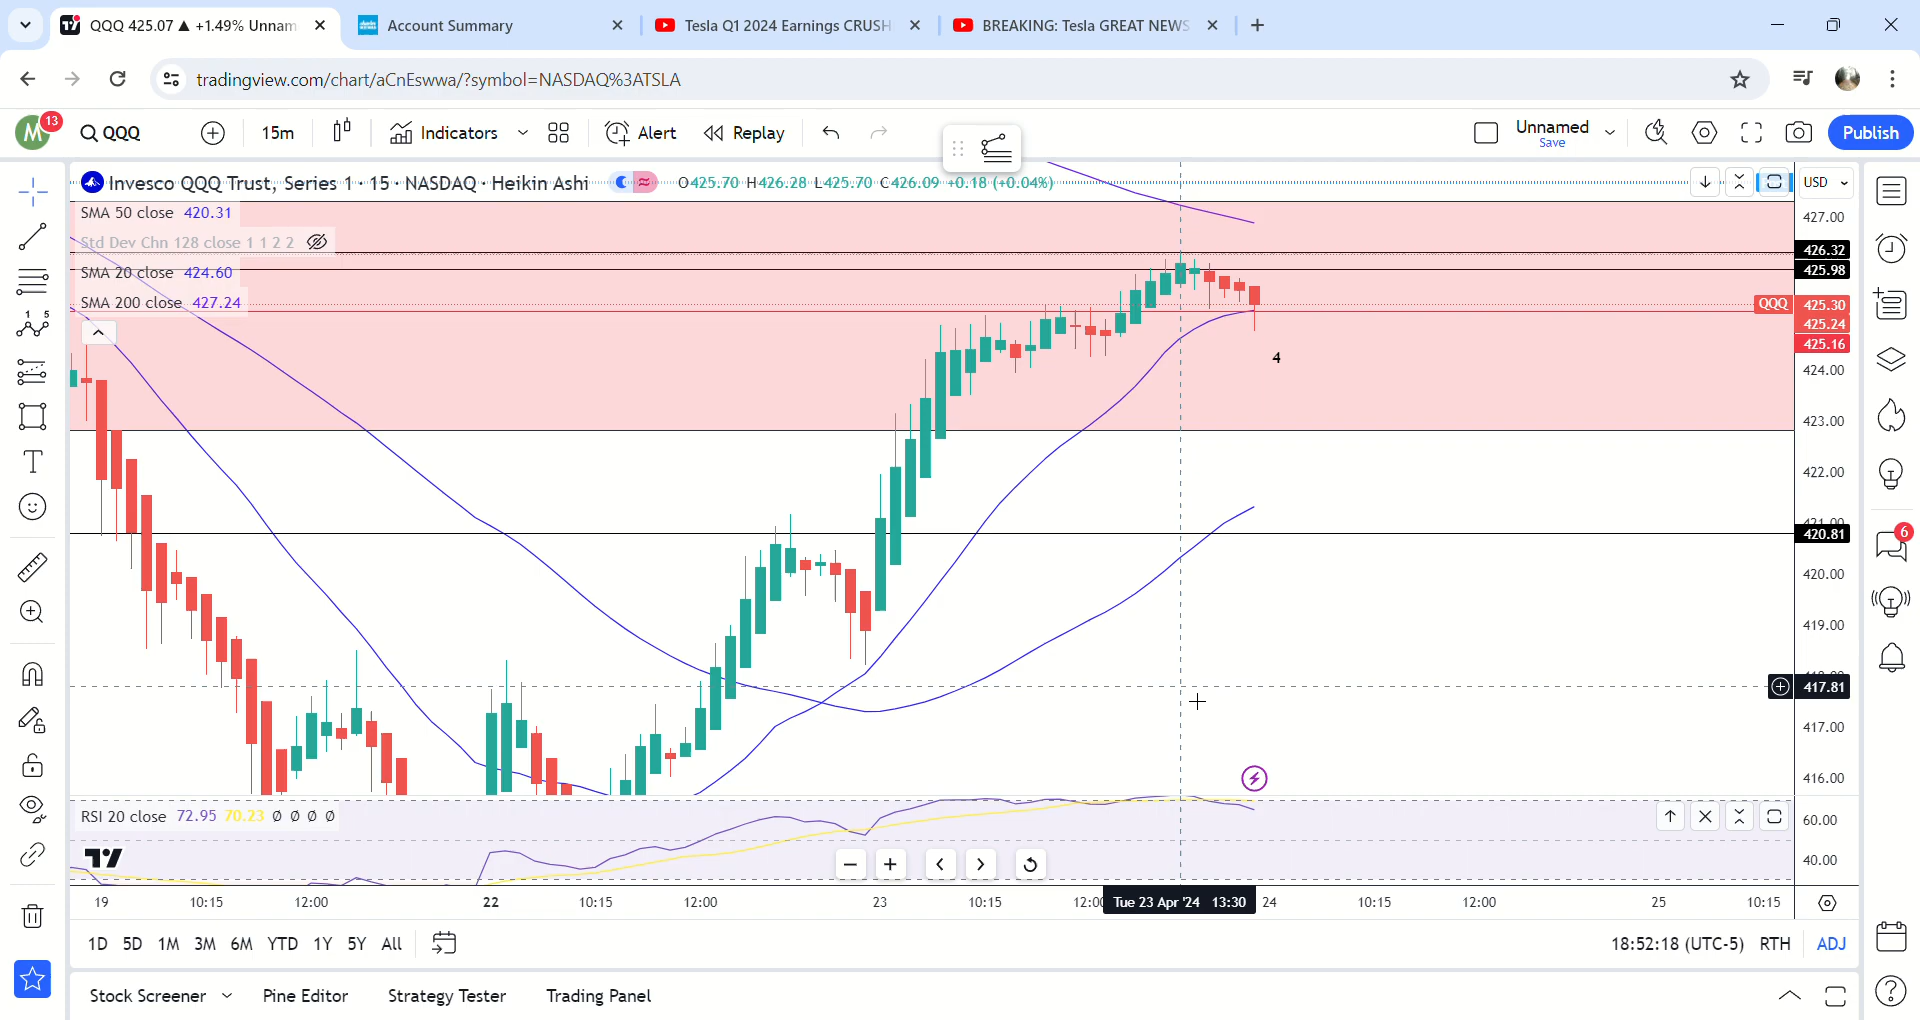 QQQ 425.07 ▲ +1.49% Unnam
Account Summary
Tesla Q1 2024 Earnings CRUSH
BREAKING: Tesla GREAT NEWS
tradingview.com/chart/aCnEswwa/?symbol=NASDAQ%3ATSLA
M 13
QQQ
15m
Indicators
Alert
Replay
Unnamed
Save
Publish
Invesco QQQ Trust, Series 1 · 15 · NASDAQ · Heikin Ashi
O425.70 H426.28 L425.70 C426.09 +0.18 (+0.04%)
USD
SMA 50 close 420.31
Std Dev Chn 128 close 1 1 2 2
SMA 20 close 424.60
SMA 200 close 427.24
427.00
426.32
425.98
QQQ 425.30
425.24
425.16
4
424.00
423.00
422.00
421.00
420.81
420.00
419.00
417.81
417.00
416.00
1 5
6
RSI 20 close 72.95 70.23 Ø Ø Ø Ø
60.00
40.00
19 10:15 12:00 22 10:15 12:00 23 10:15 12:00 Tue 23 Apr '24 13:30 24 10:15 12:00 25 10:15
1D 5D 1M 3M 6M YTD 1Y 5Y All
18:52:18 (UTC-5) RTH ADJ
Stock Screener Pine Editor Strategy Tester Trading Panel